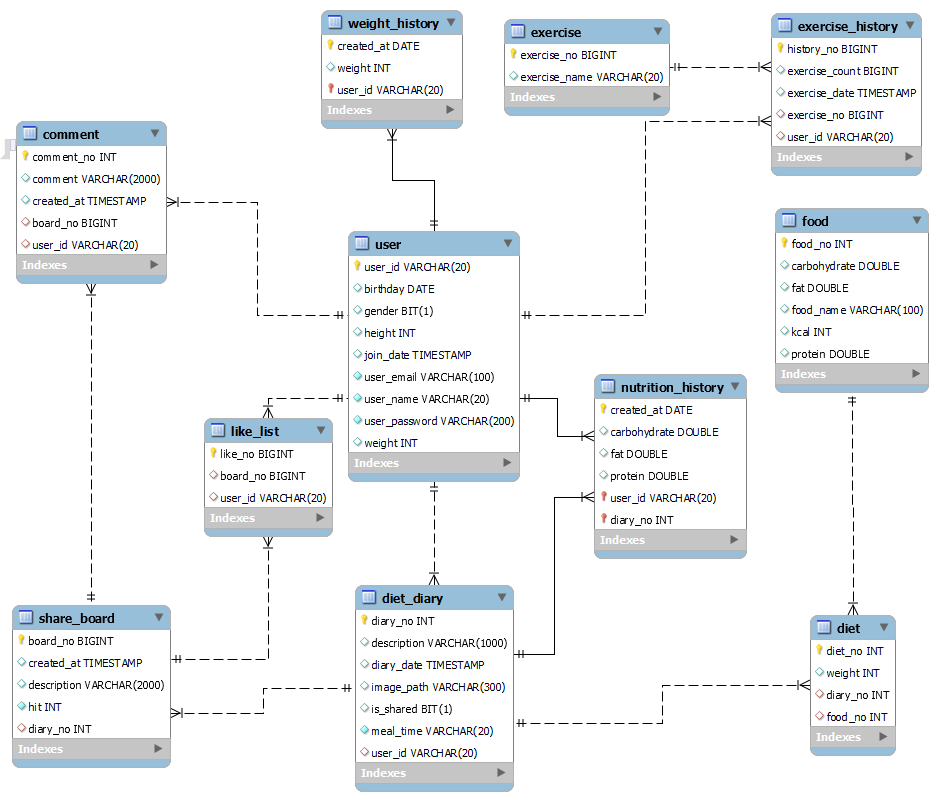 weight_history
created_at DATE
weight INT
user_id VARCHAR(20)
Indexes
exercise
exercise_no BIGINT
exercise_name VARCHAR(20)
Indexes
exercise_history
history_no BIGINT
exercise_count BIGINT
exercise_date TIMESTAMP
exercise_no BIGINT
user_id VARCHAR(20)
Indexes
comment
comment_no INT
comment VARCHAR(2000)
created_at TIMESTAMP
board_no BIGINT
user_id VARCHAR(20)
Indexes
user
user_id VARCHAR(20)
birthday DATE
gender BIT(1)
height INT
join_date TIMESTAMP
user_email VARCHAR(100)
user_name VARCHAR(20)
user_password VARCHAR(200)
weight INT
Indexes
food
food_no INT
carbohydrate DOUBLE
fat DOUBLE
food_name VARCHAR(100)
kcal INT
protein DOUBLE
Indexes
nutrition_history
created_at DATE
carbohydrate DOUBLE
fat DOUBLE
protein DOUBLE
user_id VARCHAR(20)
diary_no INT
Indexes
like_list
like_no BIGINT
board_no BIGINT
user_id VARCHAR(20)
Indexes
share_board
board_no BIGINT
created_at TIMESTAMP
description VARCHAR(2000)
hit INT
diary_no INT
Indexes
diet_diary
diary_no INT
description VARCHAR(1000)
diary_date TIMESTAMP
image_path VARCHAR(300)
is_shared BIT(1)
meal_time VARCHAR(20)
user_id VARCHAR(20)
Indexes
diet
diet_no INT
weight INT
diary_no INT
food_no INT
Indexes